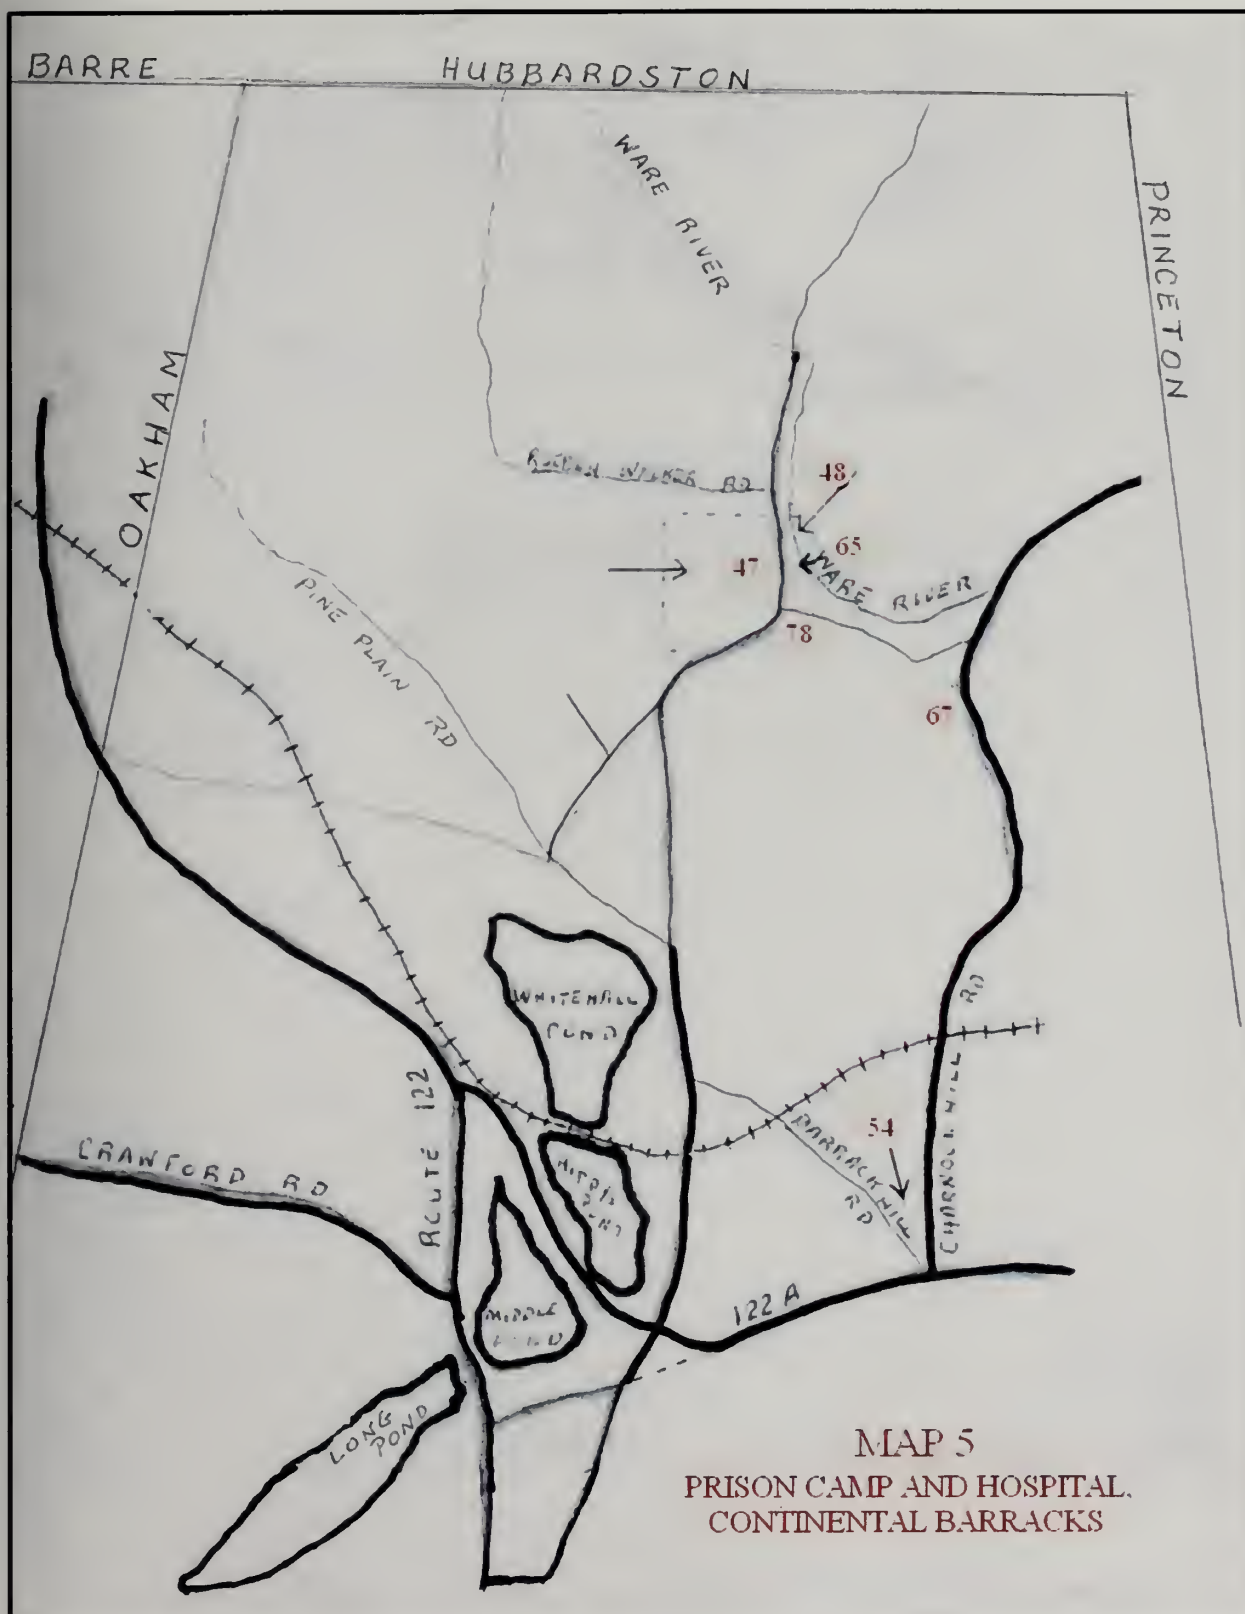 BARRE
HUBBARDSTON
WARE RIVER
PRINCETON
OAKHAM
RD
48
65
47
WARE RIVER
PINE PLAIN RD
78
67
WHITEHALL
POND
ROUTE 122
CHARNOCK HILL RD
54
BARRACK HILL
RD
CRAWFORD RD
122A
MIDDLE
POND
LONG
POND
MAP 5
PRISON CAMP AND HOSPITAL,
CONTINENTAL BARRACKS